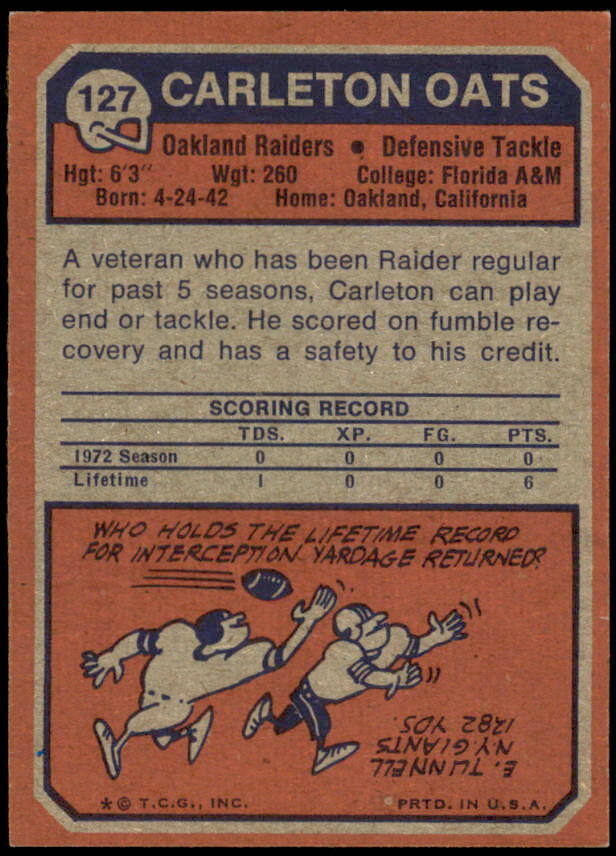 127 CARLETON OATS
Oakland Raiders • Defensive Tackle
Hgt: 6'3" Wgt: 260 College: Florida A&M
Born: 4-24-42 Home: Oakland, California
A veteran who has been Raider regular
for past 5 seasons, Carleton can play
end or tackle. He scored on fumble re-
covery and has a safety to his credit.
SCORING RECORD
TDS. XP. FG. PTS.
1972 Season 0 0 0 0
Lifetime 1 0 0 6
WHO HOLDS THE LIFETIME RECORD
FOR INTERCEPTION YARDAGE RETURNED?
E. TUNNELL
N.Y. GIANTS
1282 YDS.
* © T.C.G., INC. PRTD. IN U.S.A.